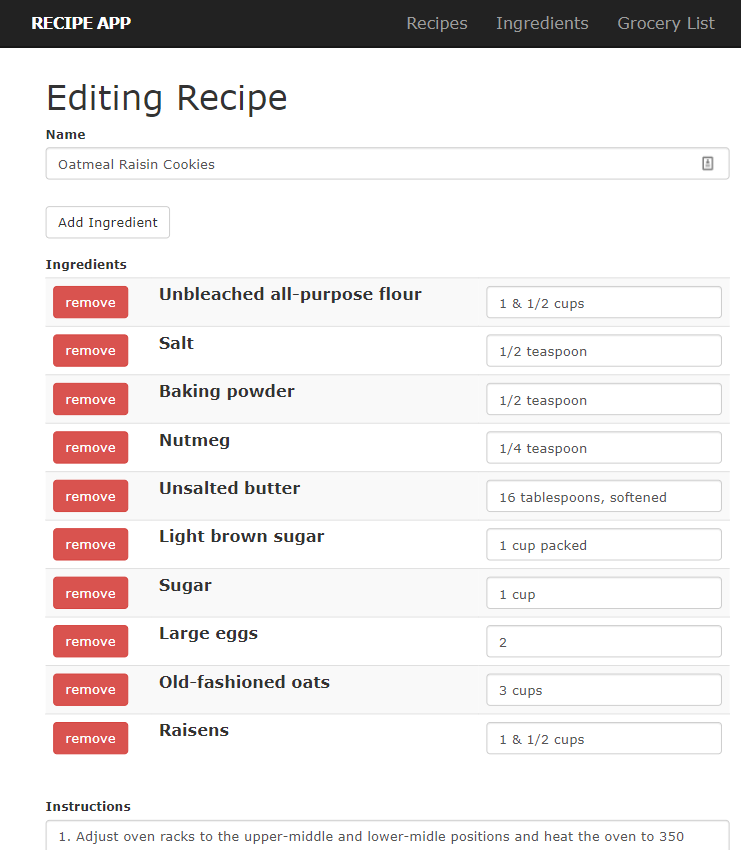 RECIPE APP Recipes Ingredients Grocery List
Editing Recipe
Name
Oatmeal Raisin Cookies
Add Ingredient
Ingredients
remove Unbleached all-purpose flour 1 & 1/2 cups
remove Salt 1/2 teaspoon
remove Baking powder 1/2 teaspoon
remove Nutmeg 1/4 teaspoon
remove Unsalted butter 16 tablespoons, softened
remove Light brown sugar 1 cup packed
remove Sugar 1 cup
remove Large eggs 2
remove Old-fashioned oats 3 cups
remove Raisens 1 & 1/2 cups
Instructions
1. Adjust oven racks to the upper-middle and lower-midle positions and heat the oven to 350